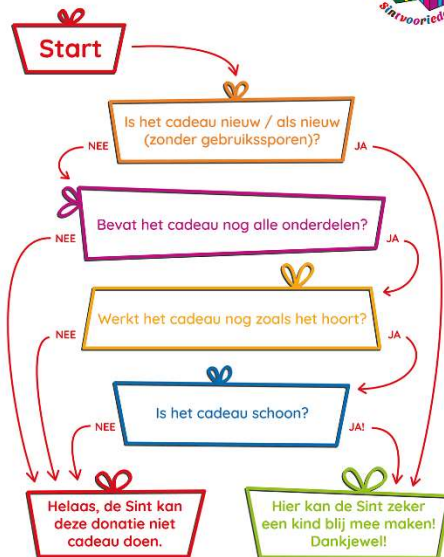 Start
Is het cadeau nieuw / als nieuw
(zonder gebruikssporen)?
NEE
JA
Bevat het cadeau nog alle onderdelen?
NEE
JA
Werkt het cadeau nog zoals het hoort?
NEE
JA
Is het cadeau schoon?
NEE
JA!
Helaas, de Sint kan
deze donatie niet
cadeau doen.
Hier kan de Sint zeker
een kind blij mee maken!
Dankjewel!